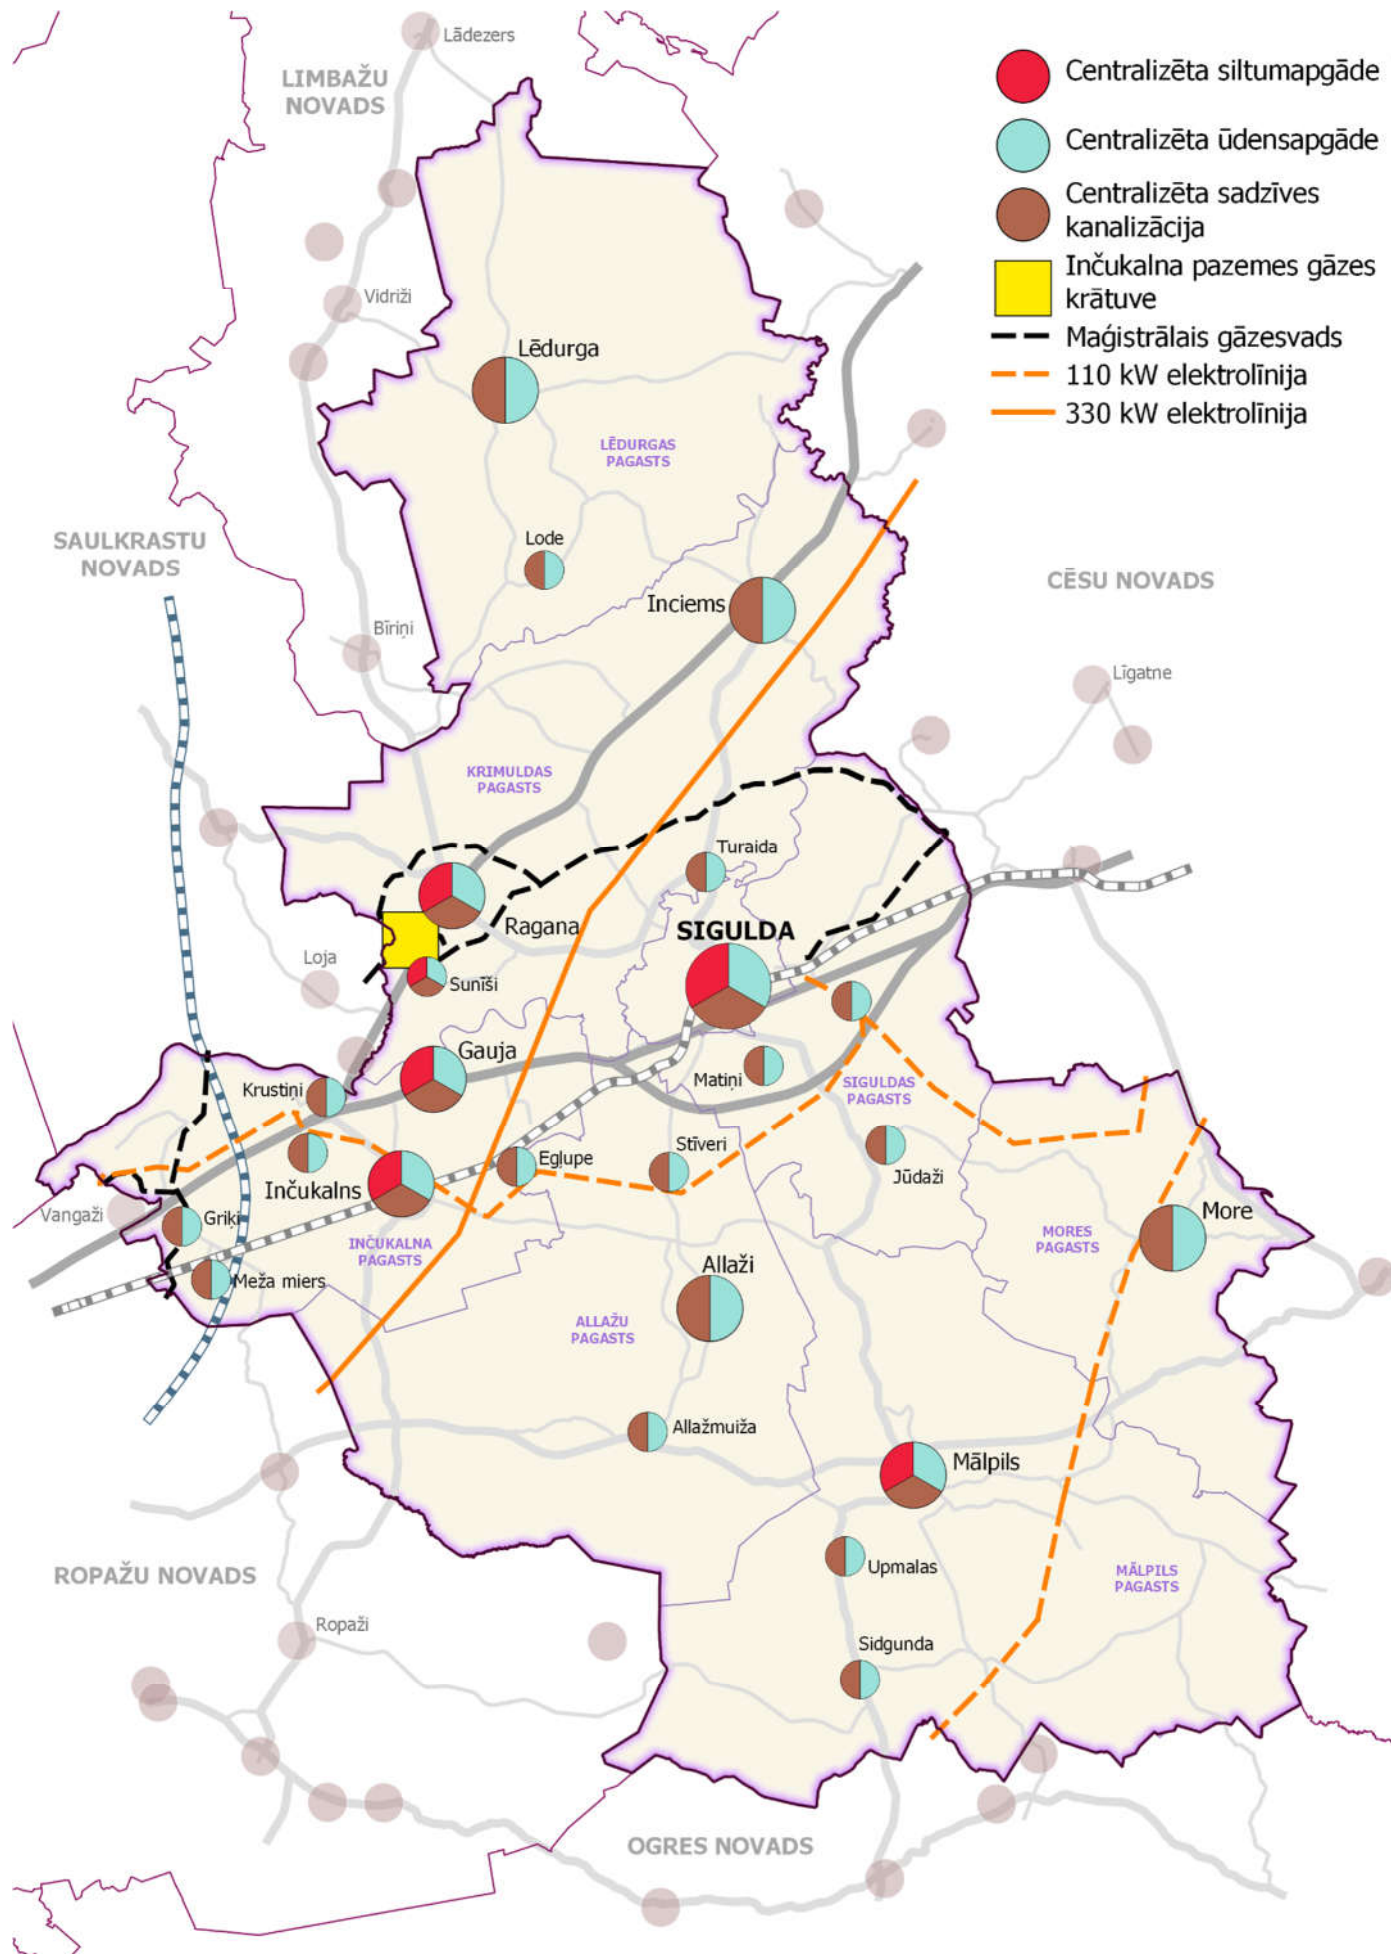 Lādezers
LIMBAŽU
NOVADS
Centralizēta siltumapgāde
Centralizēta ūdensapgāde
Centralizēta sadzīves
kanalizācija
Inčukalna pazemes gāzes
krātuve
Maģistrālais gāzesvads
110 kW elektrolīnija
330 kW elektrolīnija
Vidriži
Lēdurga
LĒDURGAS
PAGASTS
SAULKRASTU
NOVADS
Lode
CĒSU NOVADS
Inciems
Bīriņi
Līgatne
KRIMULDAS
PAGASTS
Turaida
Ragana
SIGULDA
Loja
Sunīši
Gauja
Matiņi
SIGULDAS
PAGASTS
Krustiņi
Stīveri
Egļupe
Jūdaži
Inčukalns
Vangaži
Griķi
More
MORES
PAGASTS
INČUKALNA
PAGASTS
Allaži
Meža miers
ALLAŽU
PAGASTS
Allažmuiža
Mālpils
ROPAŽU NOVADS
Upmalas
MĀLPILS
PAGASTS
Ropaži
Sidgunda
OGRES NOVADS